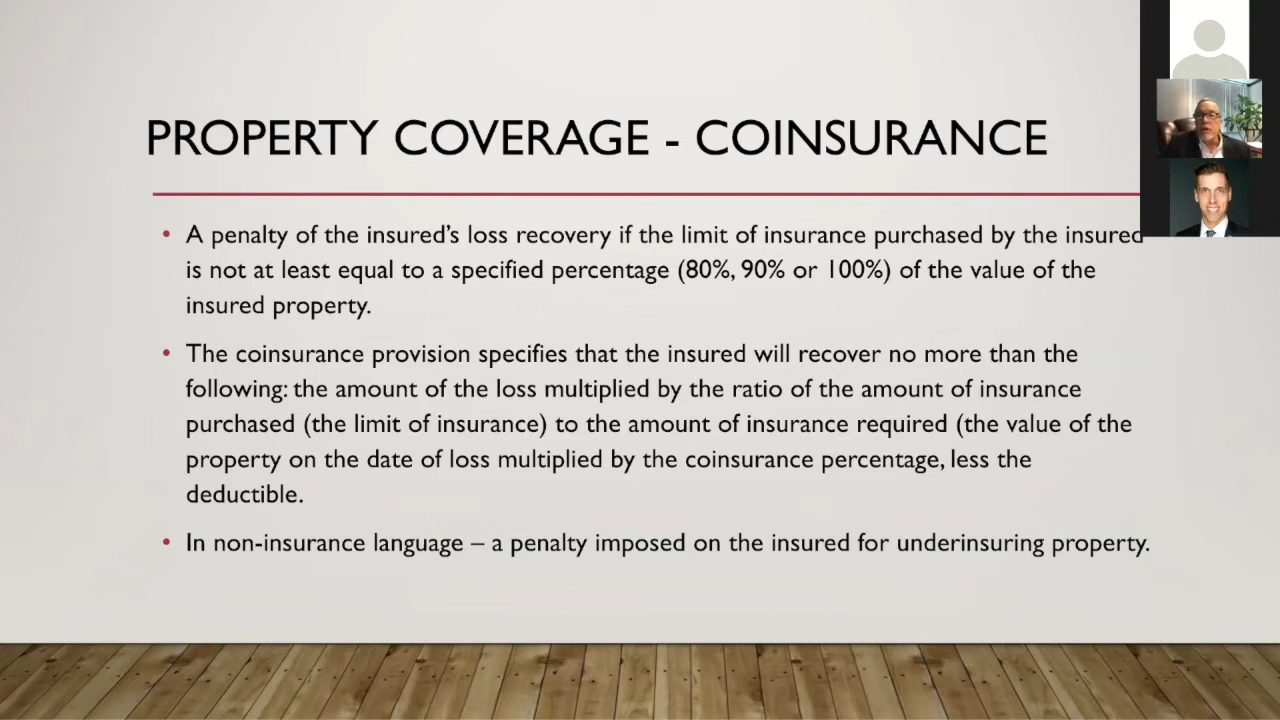 PROPERTY COVERAGE - COINSURANCE
• A penalty of the insured's loss recovery if the limit of insurance purchased by the insured
is not at least equal to a specified percentage (80%, 90% or 100%) of the value of the
insured property.
• The coinsurance provision specifies that the insured will recover no more than the
following: the amount of the loss multiplied by the ratio of the amount of insurance
purchased (the limit of insurance) to the amount of insurance required (the value of the
property on the date of loss multiplied by the coinsurance percentage, less the
deductible.
• In non-insurance language – a penalty imposed on the insured for underinsuring property.